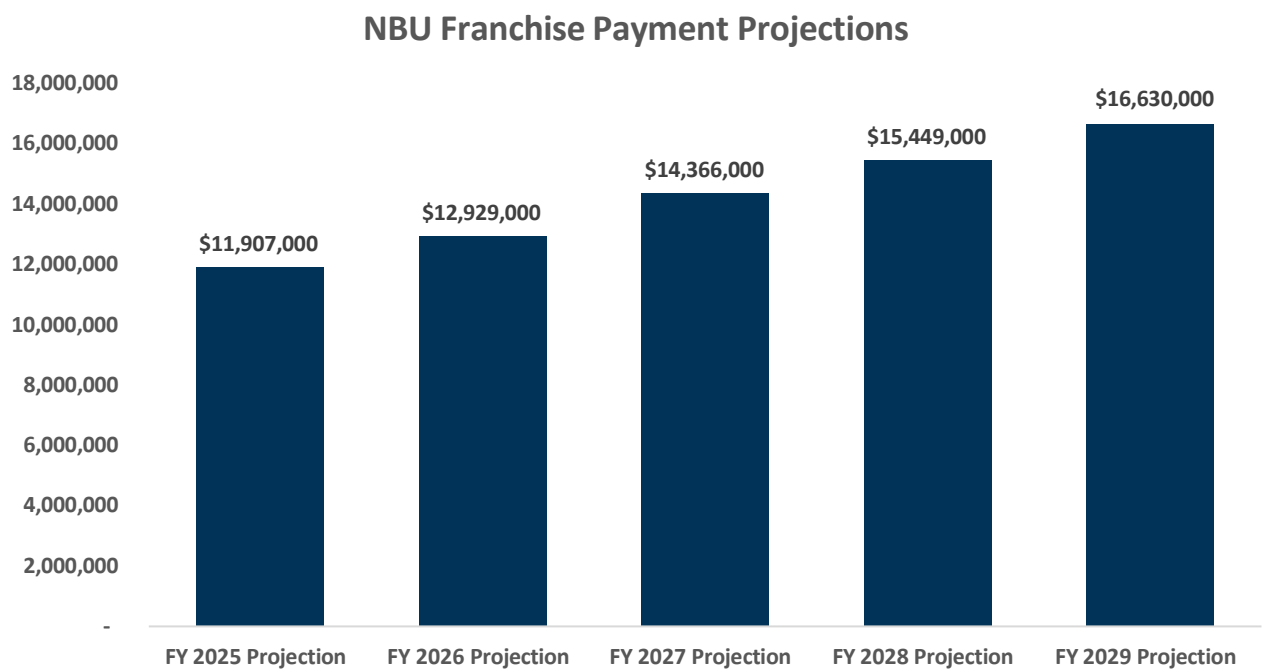 NBU Franchise Payment Projections
18,000,000
16,000,000
14,000,000
12,000,000
10,000,000
8,000,000
6,000,000
4,000,000
2,000,000
-
$11,907,000
$12,929,000
$14,366,000
$15,449,000
$16,630,000
FY 2025 Projection
FY 2026 Projection
FY 2027 Projection
FY 2028 Projection
FY 2029 Projection